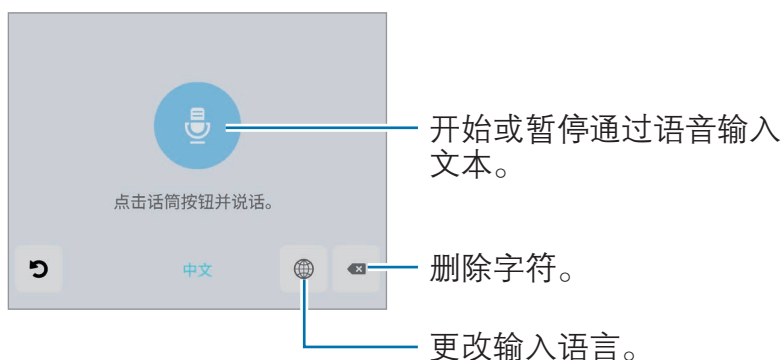 开始或暂停通过语音输入
文本。
点击话筒按钮并说话。
中文
删除字符。
更改输入语言。